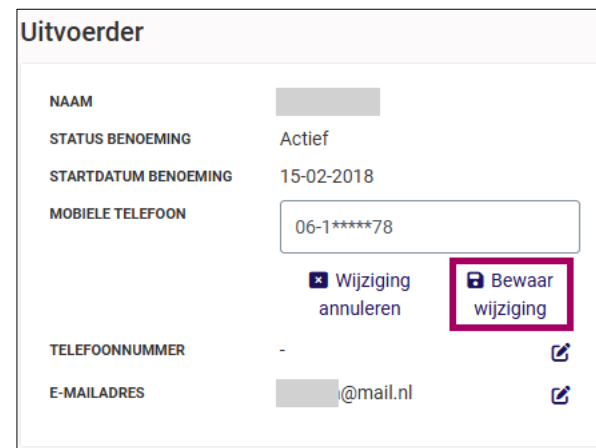 Uitvoerder
NAAM
STATUS BENOEMING Actief
STARTDATUM BENOEMING 15-02-2018
MOBIELE TELEFOON 06-1*****78
Wijziging annuleren
Bewaar wijziging
TELEFOONNUMMER -
E-MAILADRES @mail.nl